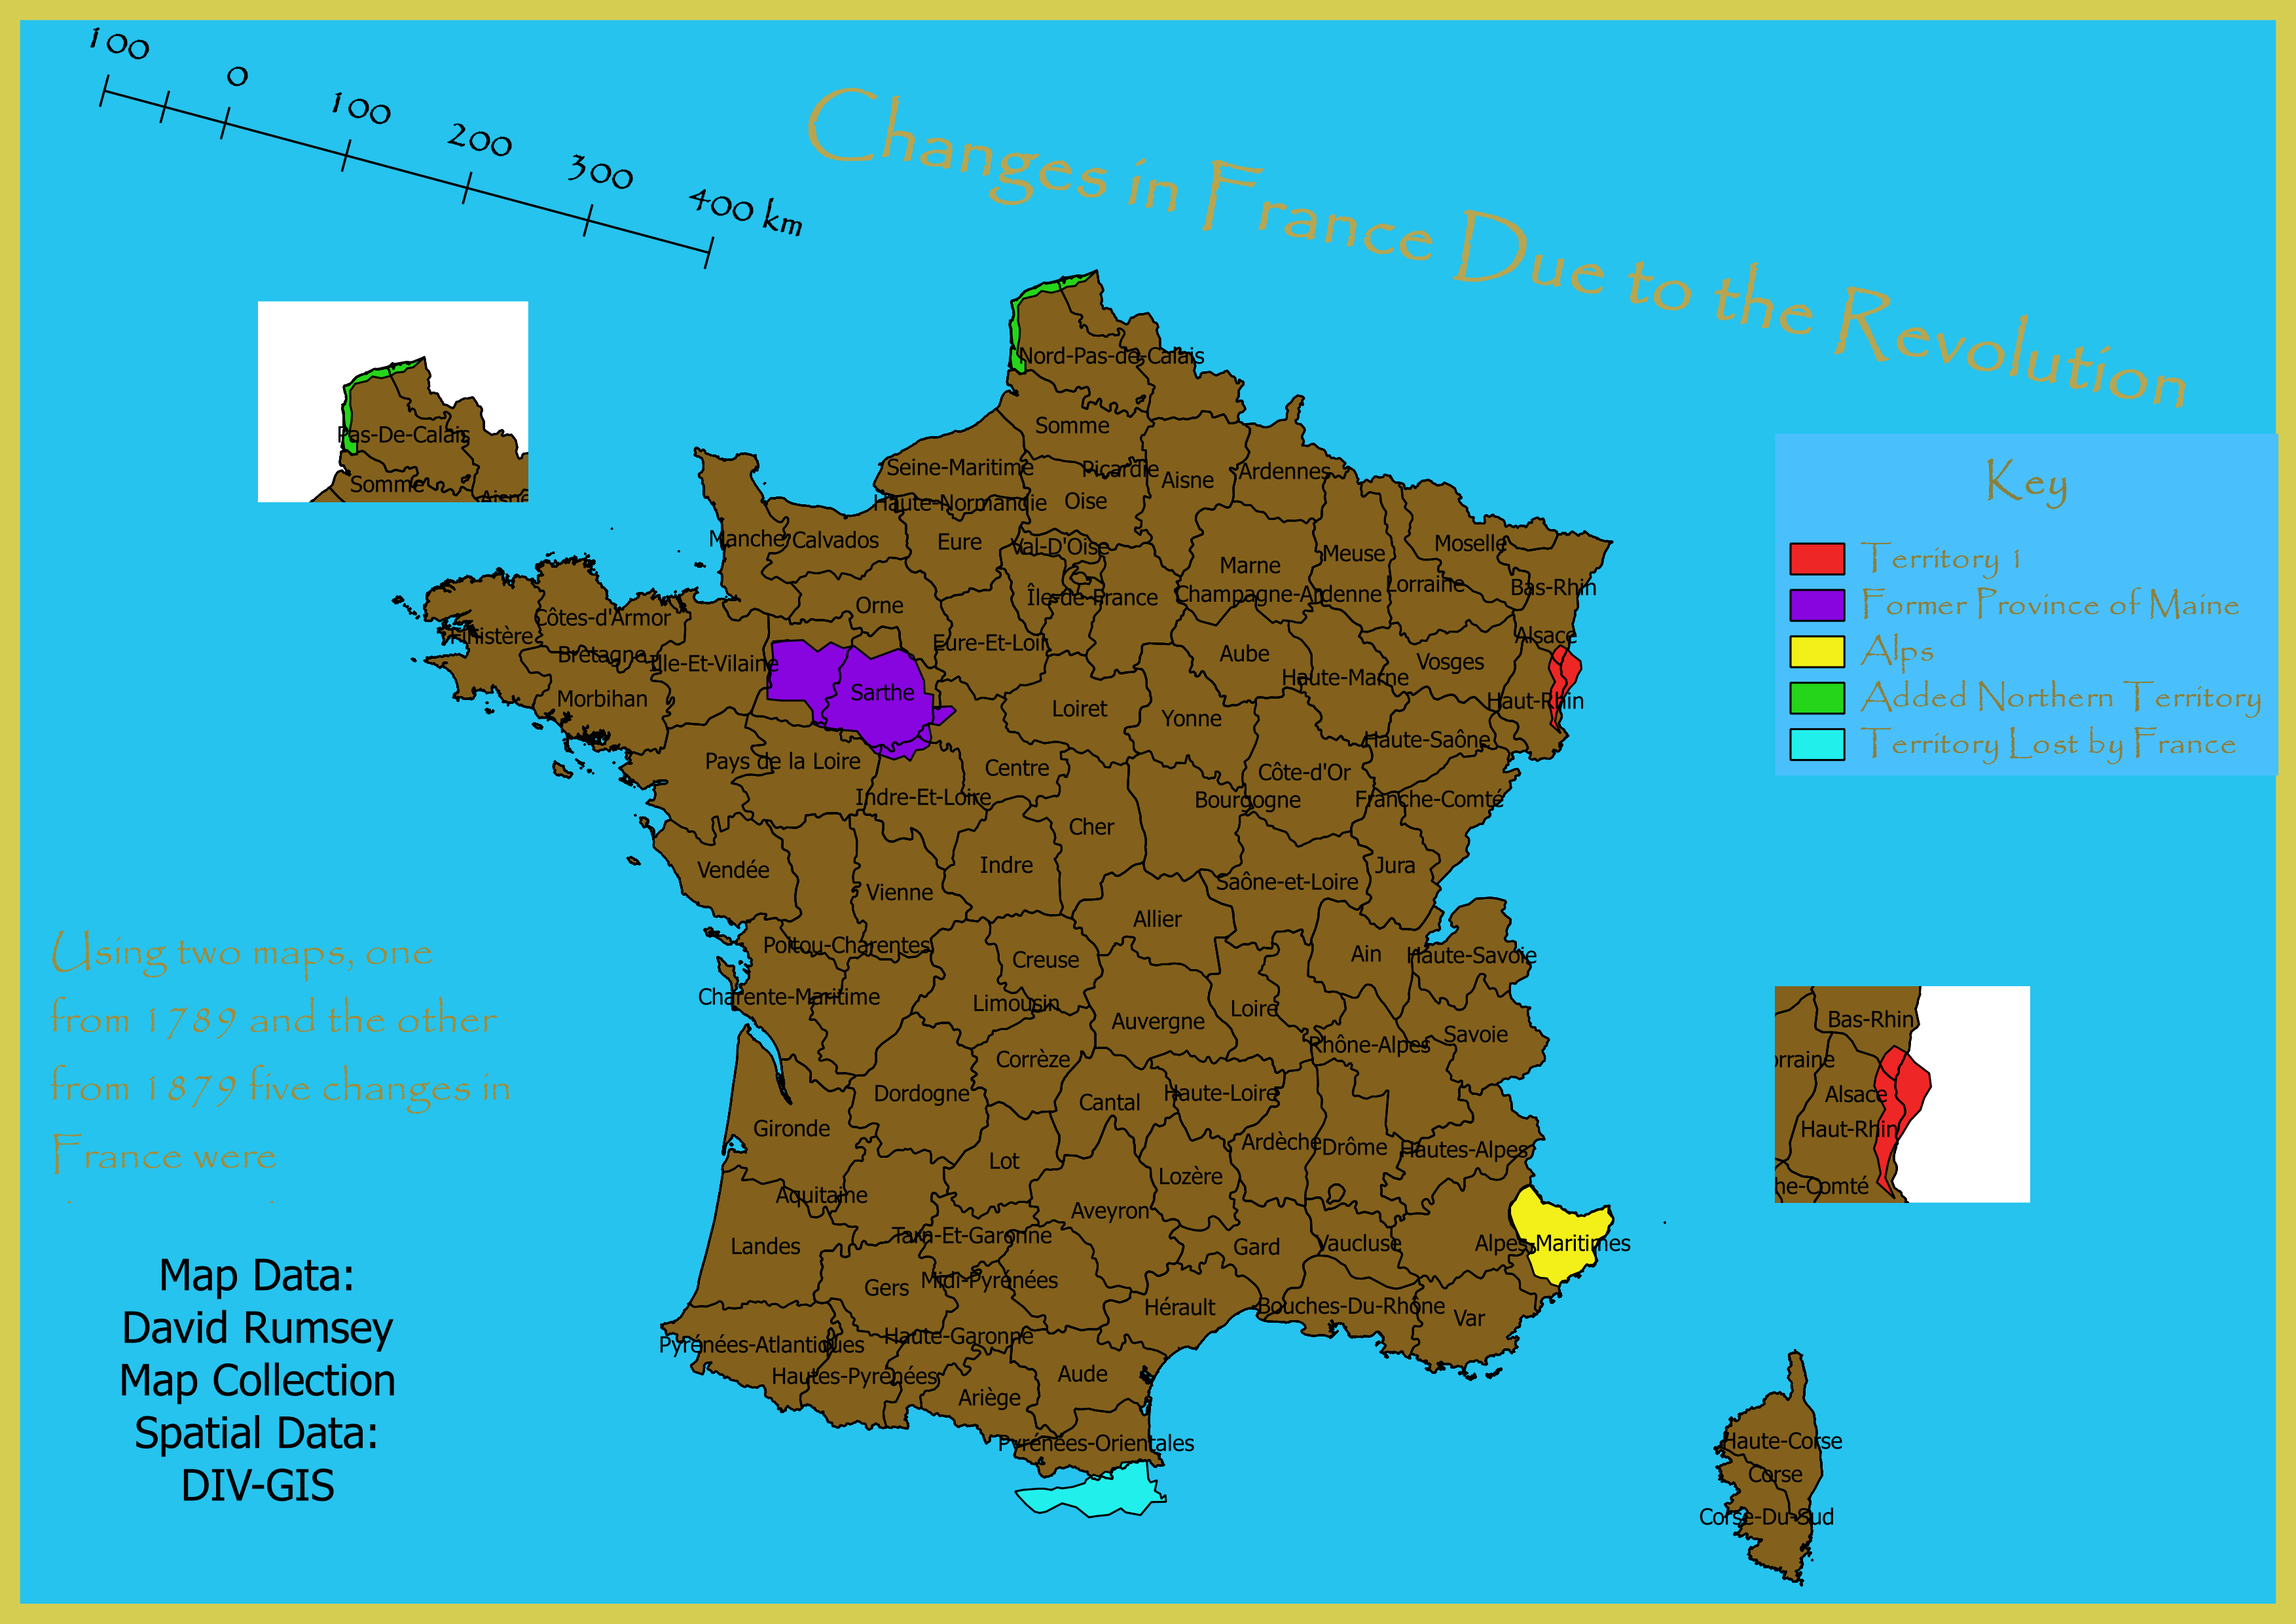 100 0 100 200 300 400 km
Changes in France Due to the Revolution
Nord-Pas-de-Calais
Pas-De-Calais
Somme
Aisne
Somme
Seine-Maritime
Picardie
Aisne
Ardennes
Haute-Normandie
Oise
Manche
Calvados
Eure
Val-D'Oise
Marne
Meuse
Moselle
Lorraine
Bas-Rhin
Île-de-France
Champagne-Ardenne
Orne
Côtes-d'Armor
Finistère
Bretagne
Ille-Et-Vilaine
Eure-Et-Loir
Aube
Alsace
Vosges
Haute-Marne
Haut-Rhin
Morbihan
Sarthe
Loiret
Yonne
Haute-Saône
Pays de la Loire
Centre
Côte-d'Or
Indre-Et-Loire
Bourgogne
Franche-Comté
Cher
Vendée
Vienne
Indre
Jura
Saône-et-Loire
Allier
Poitou-Charentes
Creuse
Ain
Haute-Savoie
Charente-Maritime
Limousin
Auvergne
Loire
Savoie
Rhône-Alpes
Corrèze
Dordogne
Cantal
Haute-Loire
Gironde
Ardèche
Drôme
Hautes-Alpes
Lot
Lozère
Aquitaine
Aveyron
Landes
Tarn-Et-Garonne
Gard
Vaucluse
Alpes-Maritimes
Gers
Midi-Pyrénées
Hérault
Bouches-Du-Rhône
Var
Pyrénées-Atlantiques
Haute-Garonne
Hautes-Pyrénées
Aude
Ariège
Pyrénées-Orientales
Haute-Corse
Corse
Corse-Du-Sud
Key
Territory 1
Former Province of Maine
Alps
Added Northern Territory
Territory Lost by France
Bas-Rhin
orraine
Alsace
Haut-Rhin
he-Comté
Using two maps, one
from 1789 and the other
from 1879 five changes in
France were
Map Data:
David Rumsey
Map Collection
Spatial Data:
DIV-GIS